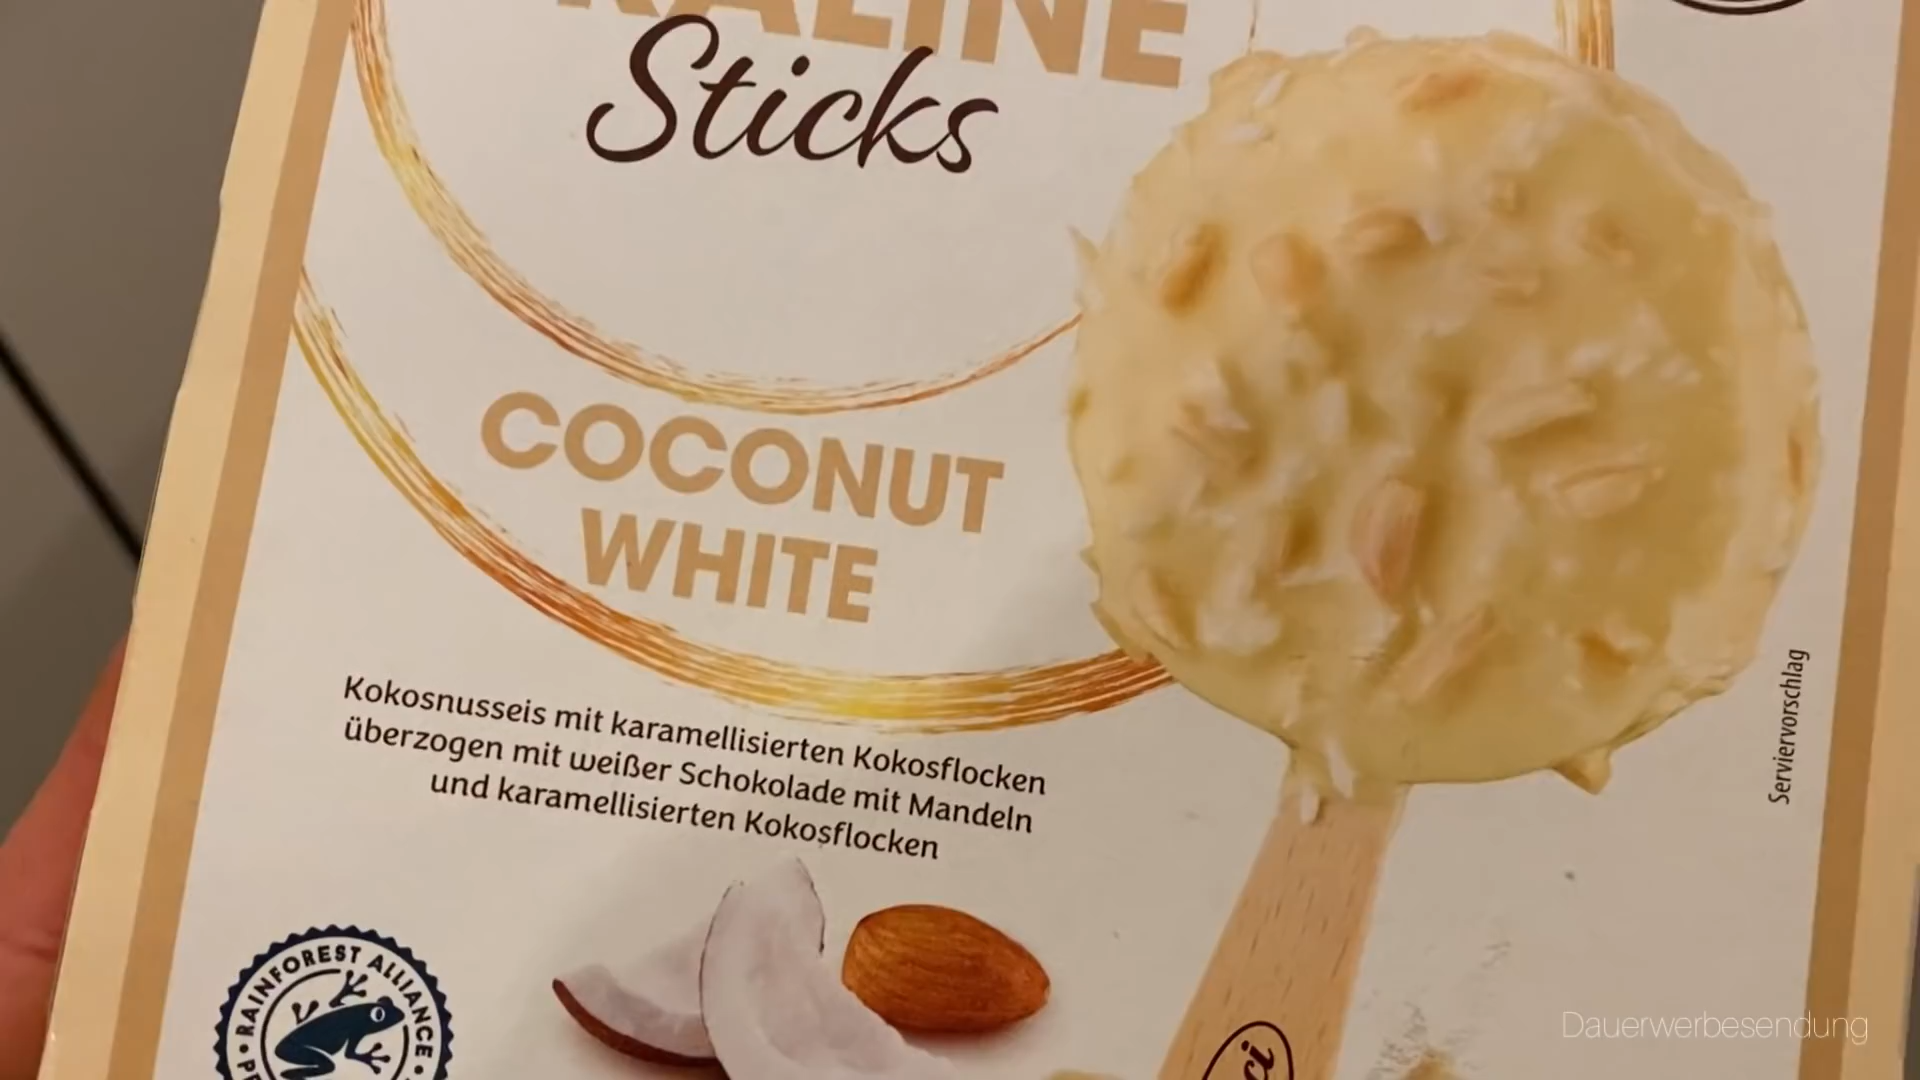 Sticks
COCONUT
WHITE
Kokosnusseis mit karamellisierten Kokosflocken
überzogen mit weißer Schokolade mit Mandeln
und karamellisierten Kokosflocken
Serviervorschlag
RAINFOREST ALLIANCE
Dauerwerbesendung